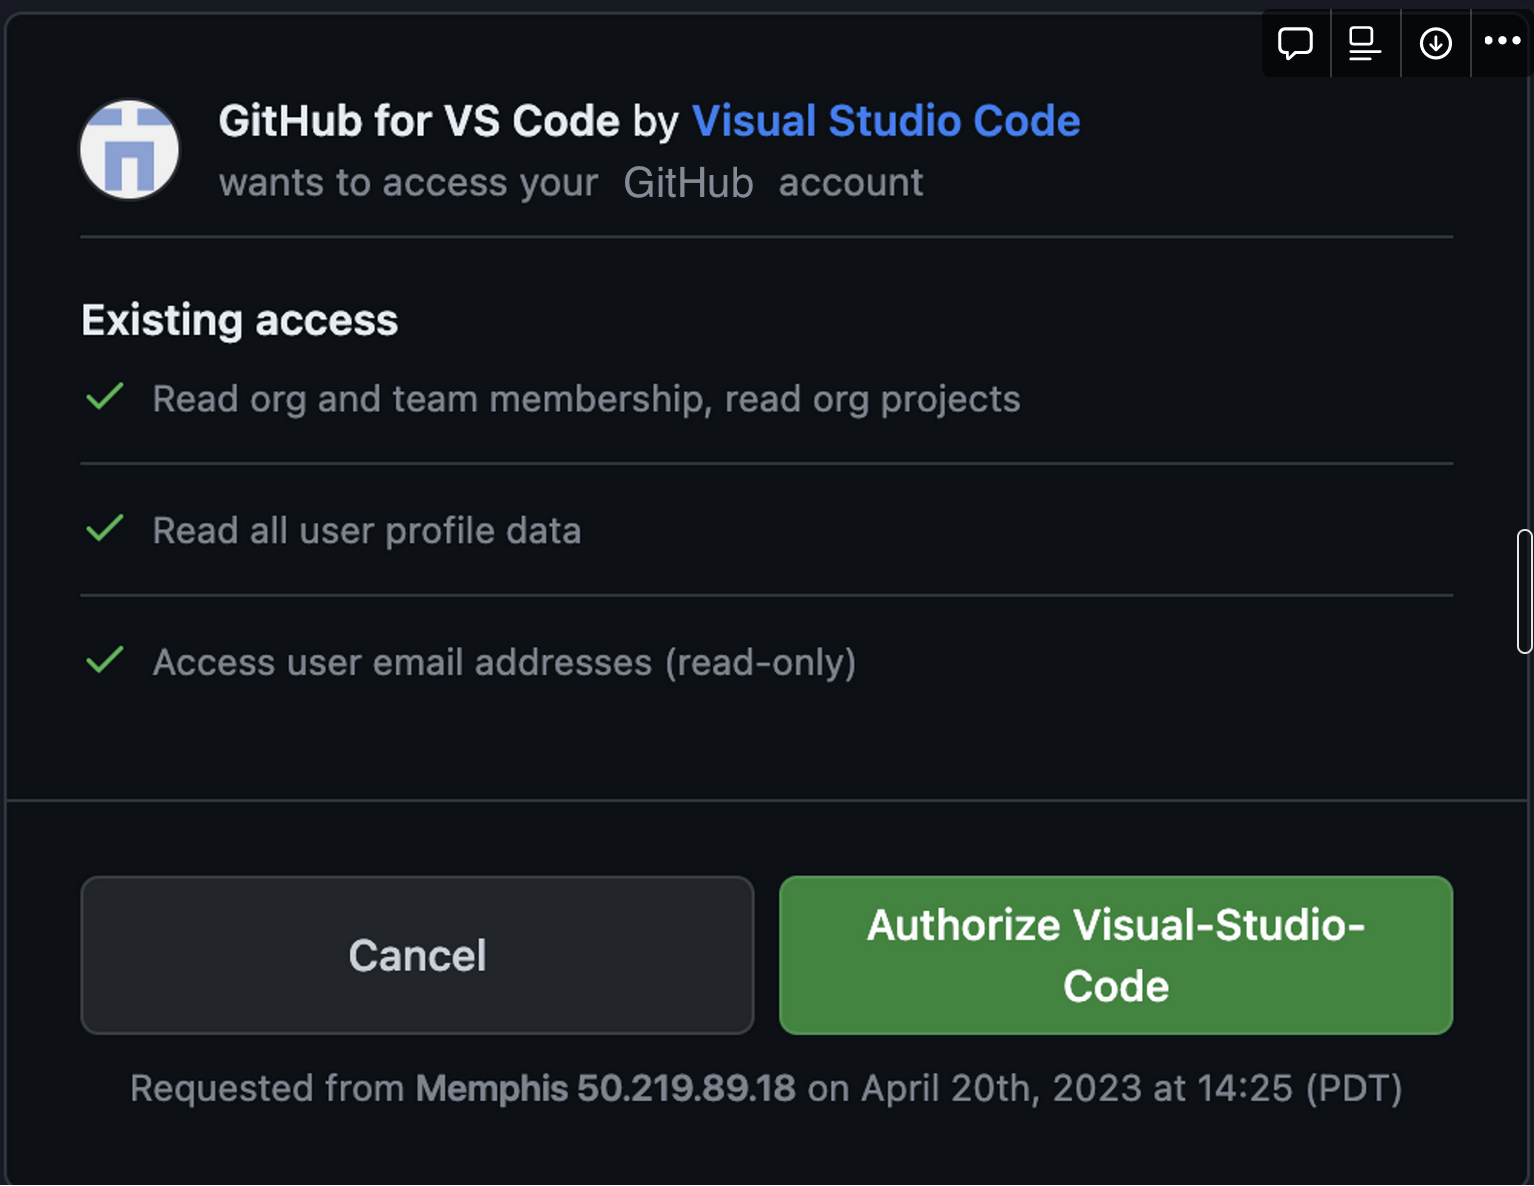 GitHub for VS Code by Visual Studio Code
wants to access your GitHub account
Existing access
Read org and team membership, read org projects
Read all user profile data
Access user email addresses (read-only)
Cancel
Authorize Visual-Studio-
Code
Requested from Memphis 50.219.89.18 on April 20th, 2023 at 14:25 (PDT)